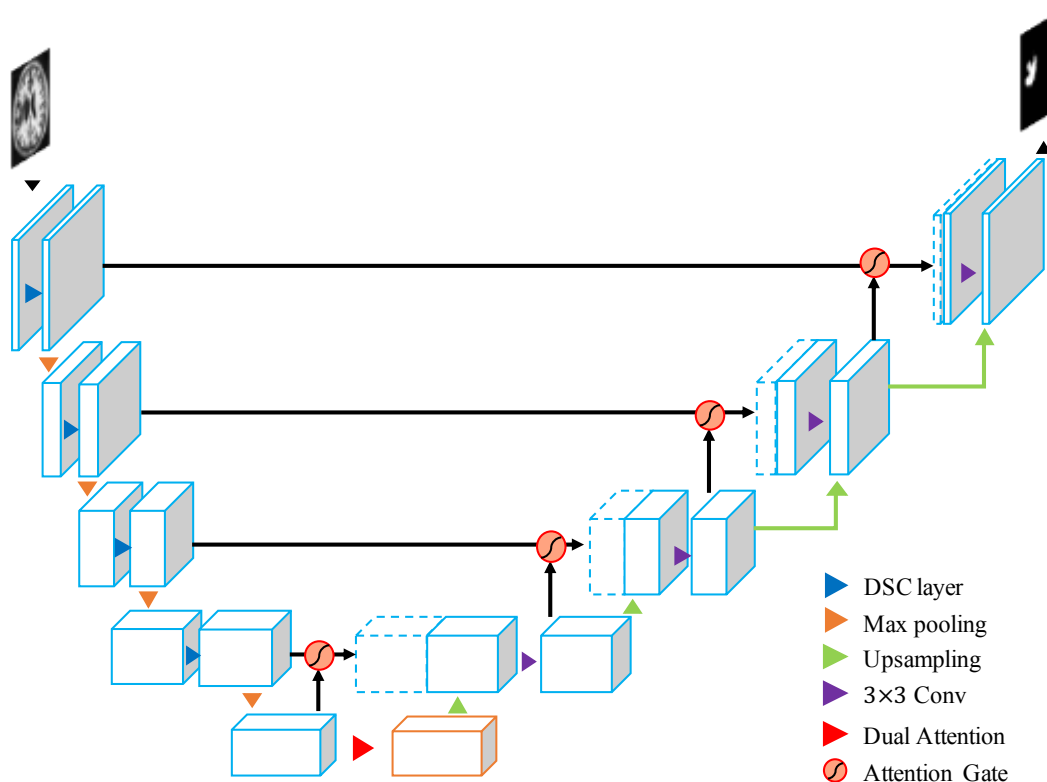 DSC layer
Max pooling
Upsampling
3×3 Conv
Dual Attention
Attention Gate